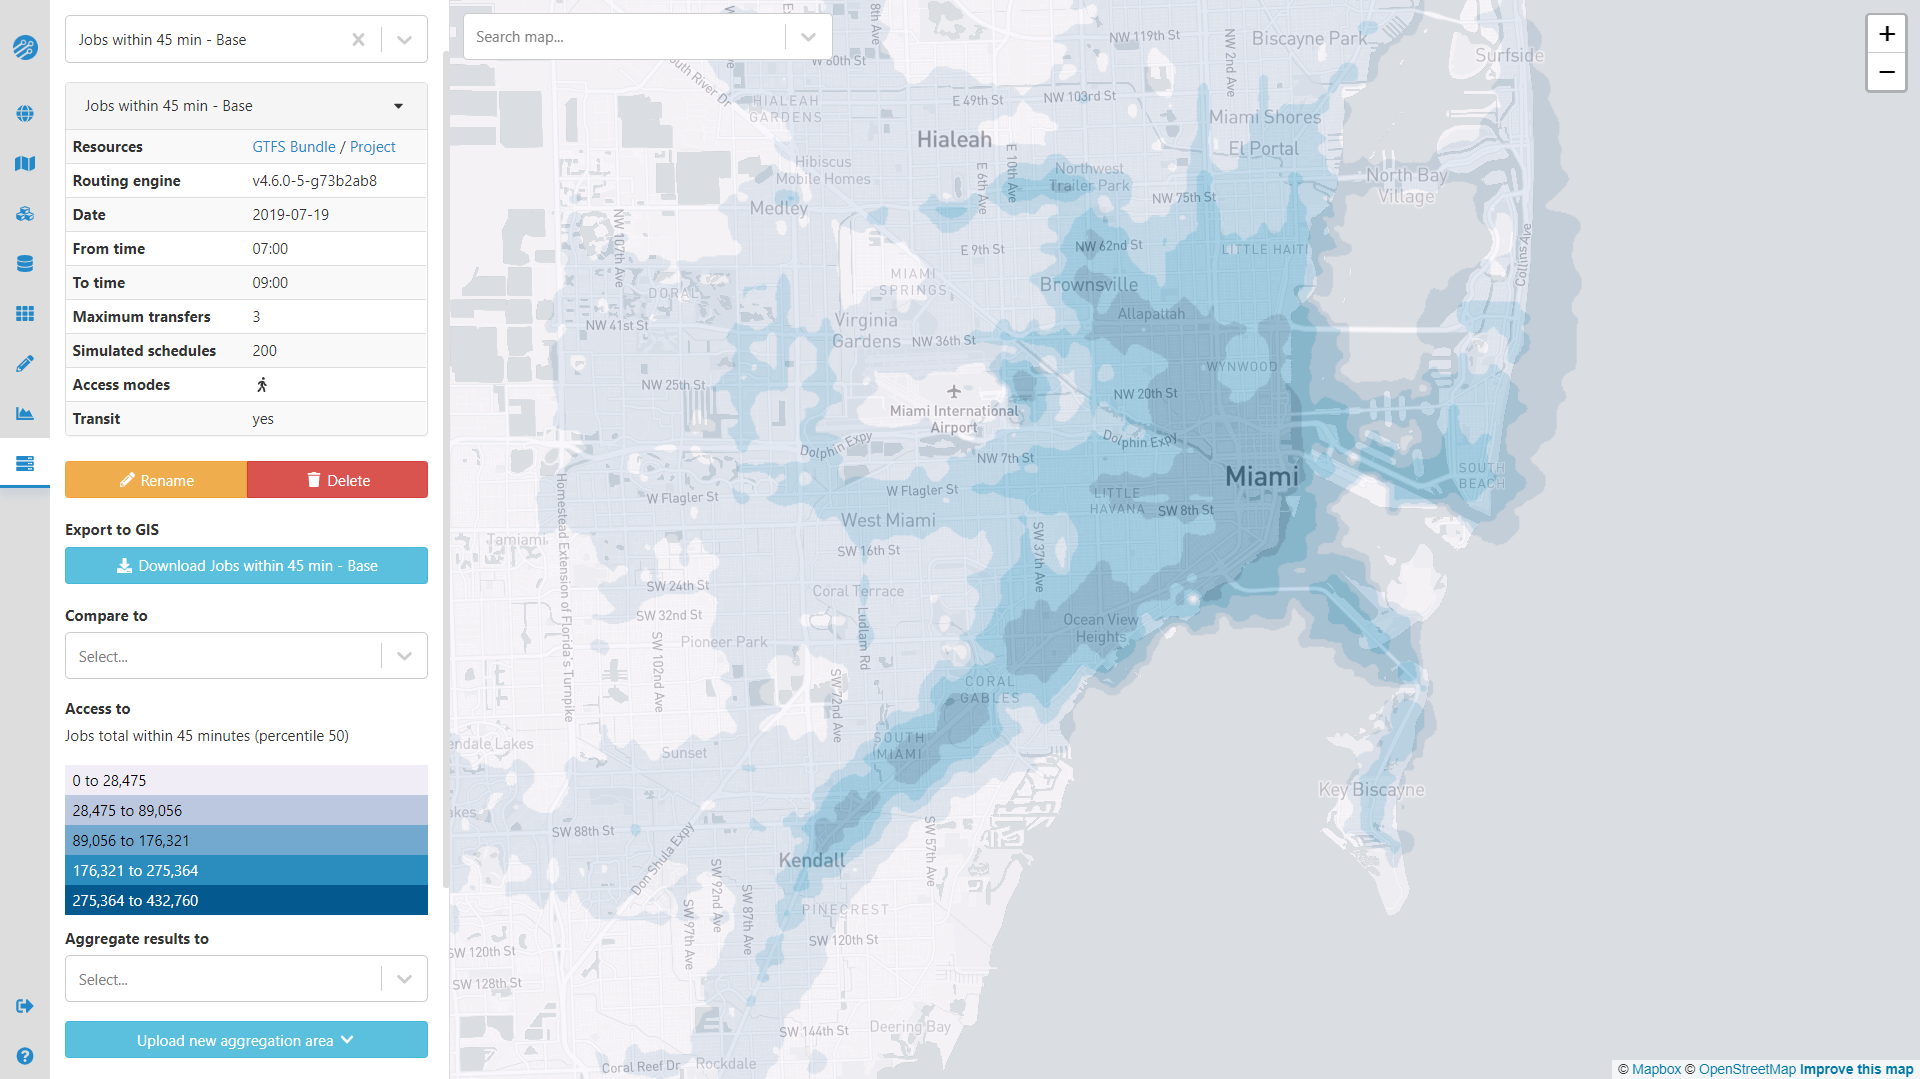 Jobs within 45 min - Base
Jobs within 45 min - Base
Resources GTFS Bundle / Project
Routing engine v4.6.0-5-g73b2ab8
Date 2019-07-19
From time 07:00
To time 09:00
Maximum transfers 3
Simulated schedules 200
Access modes
Transit yes
Rename
Delete
Export to GIS
Download Jobs within 45 min - Base
Compare to
Select...
Access to
Jobs total within 45 minutes (percentile 50)
0 to 28,475
28,475 to 89,056
89,056 to 176,321
176,321 to 275,364
275,364 to 432,760
Aggregate results to
Select...
Upload new aggregation area
Search map...
+
−
8th Ave
W 60th St
NW 119th St
NW 2nd Ave
Biscayne Park
Surfside
South River Dr
HIALEAH
GARDENS
E 49th St
NW 103rd St
Miami Shores
Hialeah
El Portal
E 10th Ave
E 6th Ave
Hibiscus
Mobile Homes
Northwest
Trailer Park
North Bay
Village
NW 75th St
Medley
NW 107th Ave
E 9th St
NW 62nd St
LITTLE HAITI
Collins Ave
MIAMI
SPRINGS
Brownsville
DORAL
Allapattah
Virginia
Gardens
NW 41st St
NW 36th St
WYNWOOD
NW 25th St
NW 20th St
Miami International
Airport
Dolphin Expy
Dolphin Expy
NW 7th St
Miami
SOUTH
BEACH
W Flagler St
W Flagler St
LITTLE
HAVANA
SW 8th St
West Miami
Homestead Extension of Florida's Turnpike
Tamiami
SW 16th St
SW 37th Ave
SW 24th St
Coral Terrace
SW 32nd St
Ludlam Rd
Ocean View
Heights
Pioneer Park
SW 102nd Ave
SW 72nd Ave
CORAL
GABLES
endale Lakes
Sunset
SOUTH
MIAMI
Key Biscayne
akes
SW 88th St
Don Shula Expy
SW 57th Ave
Kendall
SW 92nd Ave
SW 87th Ave
SW 97th Ave
PINECREST
SW 120th St
SW 120th St
SW 128th St
SW 144th St
Deering Bay
Coral Reef Dr
Rockdale
© Mapbox © OpenStreetMap Improve this map